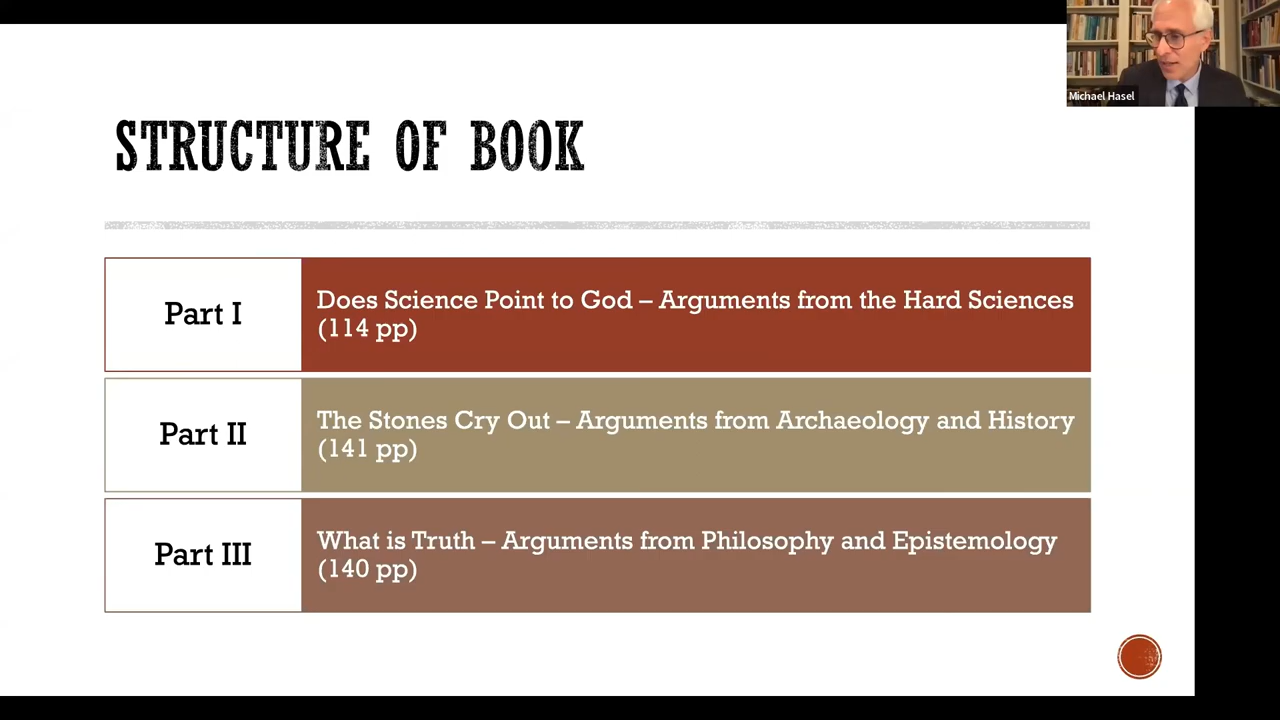 Michael Hasel
STRUCTURE OF BOOK
Part I
Does Science Point to God – Arguments from the Hard Sciences
(114 pp)
Part II
The Stones Cry Out – Arguments from Archaeology and History
(141 pp)
Part III
What is Truth – Arguments from Philosophy and Epistemology
(140 pp)